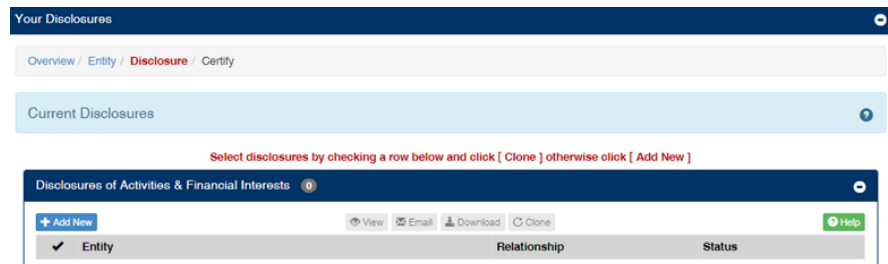 Your Disclosures
Overview / Entity / Disclosure / Certify
Current Disclosures
Select disclosures by checking a row below and click [ Clone ] otherwise click [ Add New ]
Disclosures of Activities & Financial Interests 0
Add New View Email Download Clone Help
Entity Relationship Status